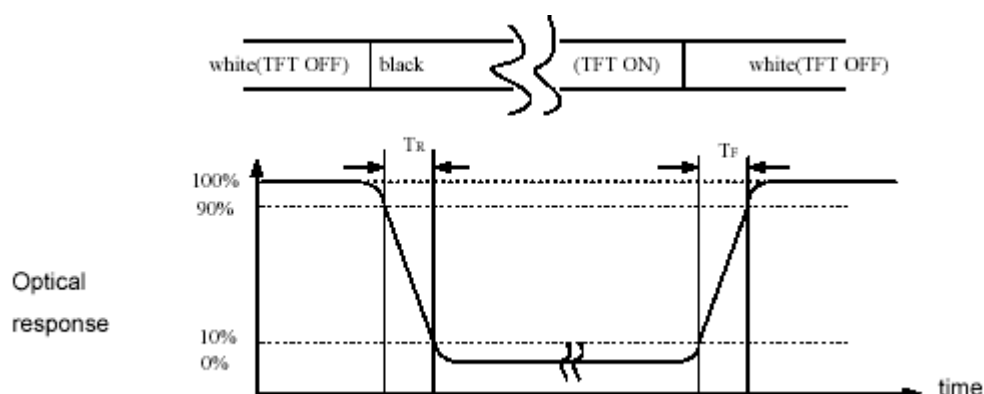 white(TFT OFF) black (TFT ON) white(TFT OFF)
TR TF
100%
90%
Optical
response
10%
0%
time